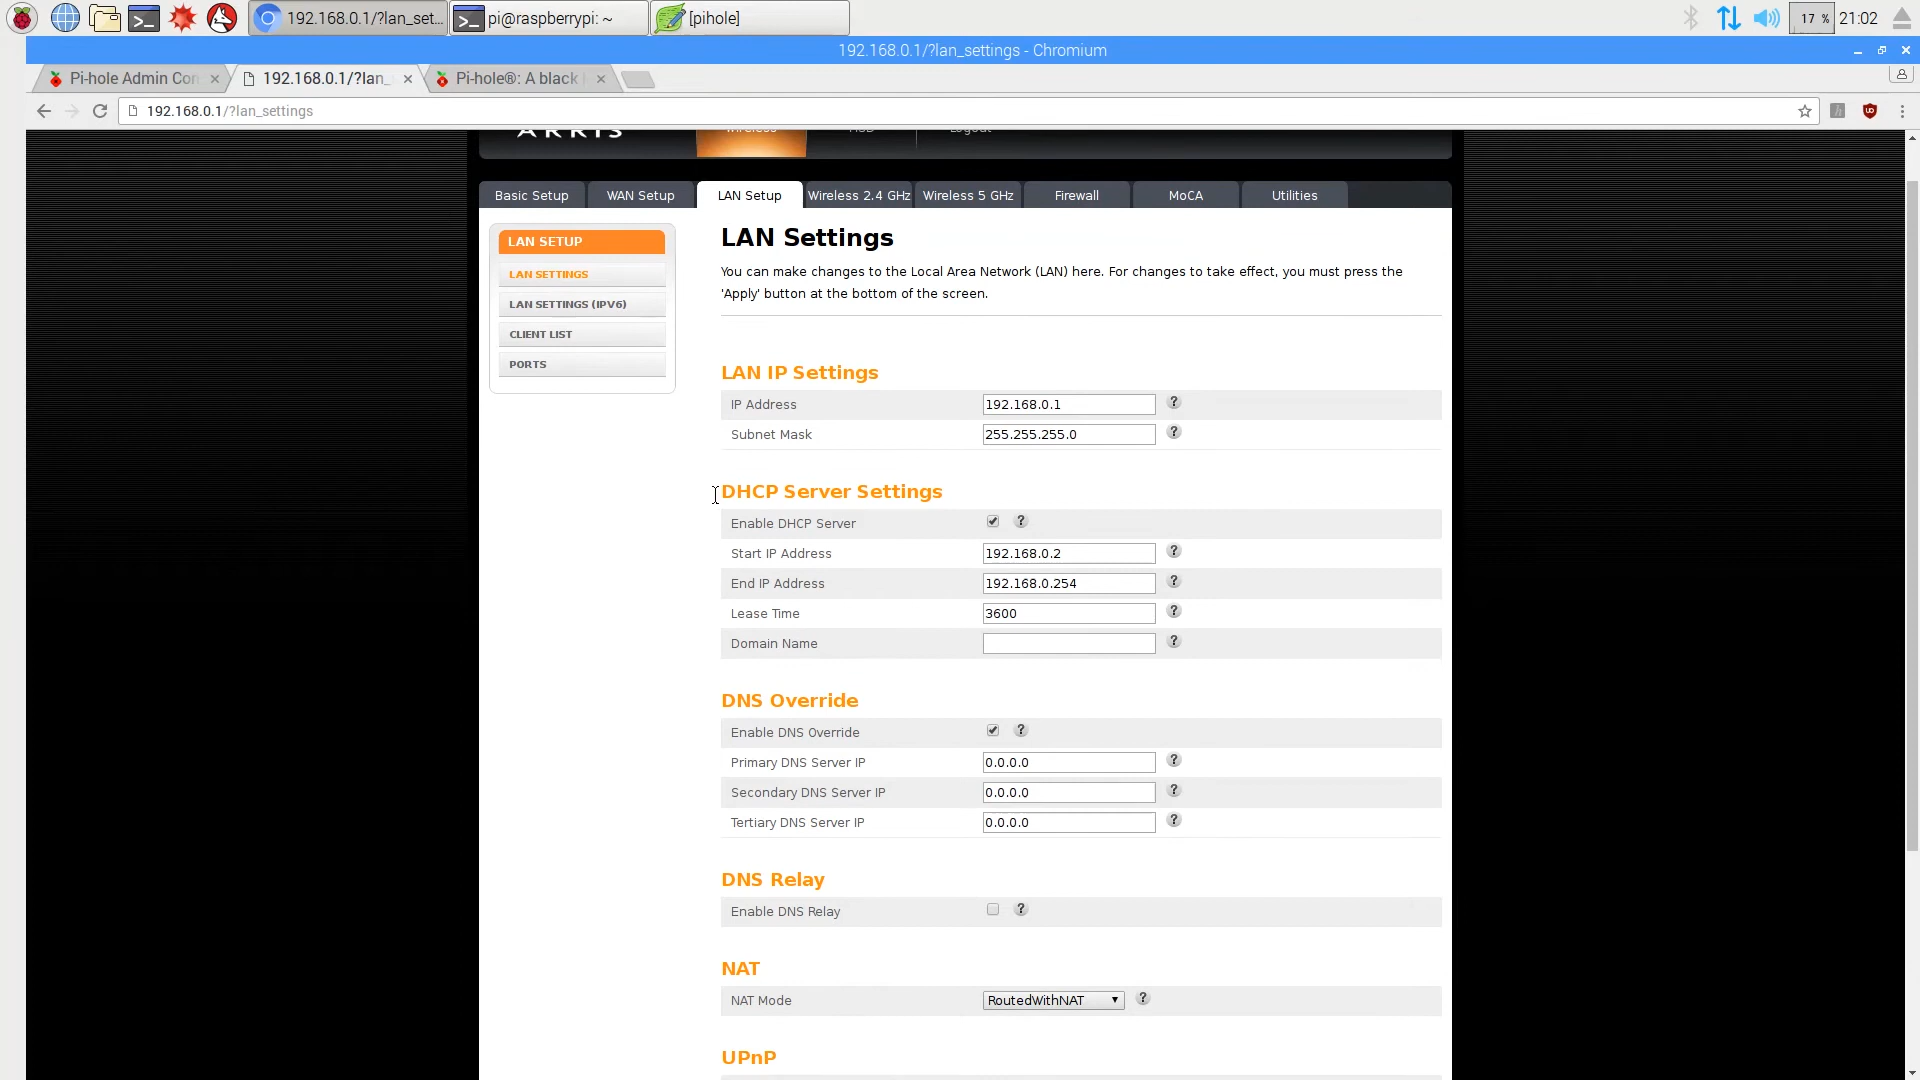 192.168.0.1/?lan_set...
pi@raspberrypi: ~
[pihole]
17 %
21:02
192.168.0.1/?lan_settings - Chromium
Pi-hole Admin Con
192.168.0.1/?lan_
Pi-hole®: A black
192.168.0.1/?lan_settings
ARRIS
Wireless
Logout
Basic Setup
WAN Setup
LAN Setup
Wireless 2.4 GHz
Wireless 5 GHz
Firewall
MoCA
Utilities
LAN SETUP
LAN SETTINGS
LAN SETTINGS (IPV6)
CLIENT LIST
PORTS
LAN Settings
You can make changes to the Local Area Network (LAN) here. For changes to take effect, you must press the
'Apply' button at the bottom of the screen.
LAN IP Settings
IP Address 192.168.0.1 ?
Subnet Mask 255.255.255.0 ?
DHCP Server Settings
Enable DHCP Server ?
Start IP Address 192.168.0.2 ?
End IP Address 192.168.0.254 ?
Lease Time 3600 ?
Domain Name ?
DNS Override
Enable DNS Override ?
Primary DNS Server IP 0.0.0.0 ?
Secondary DNS Server IP 0.0.0.0 ?
Tertiary DNS Server IP 0.0.0.0 ?
DNS Relay
Enable DNS Relay ?
NAT
NAT Mode RoutedWithNAT ?
UPnP